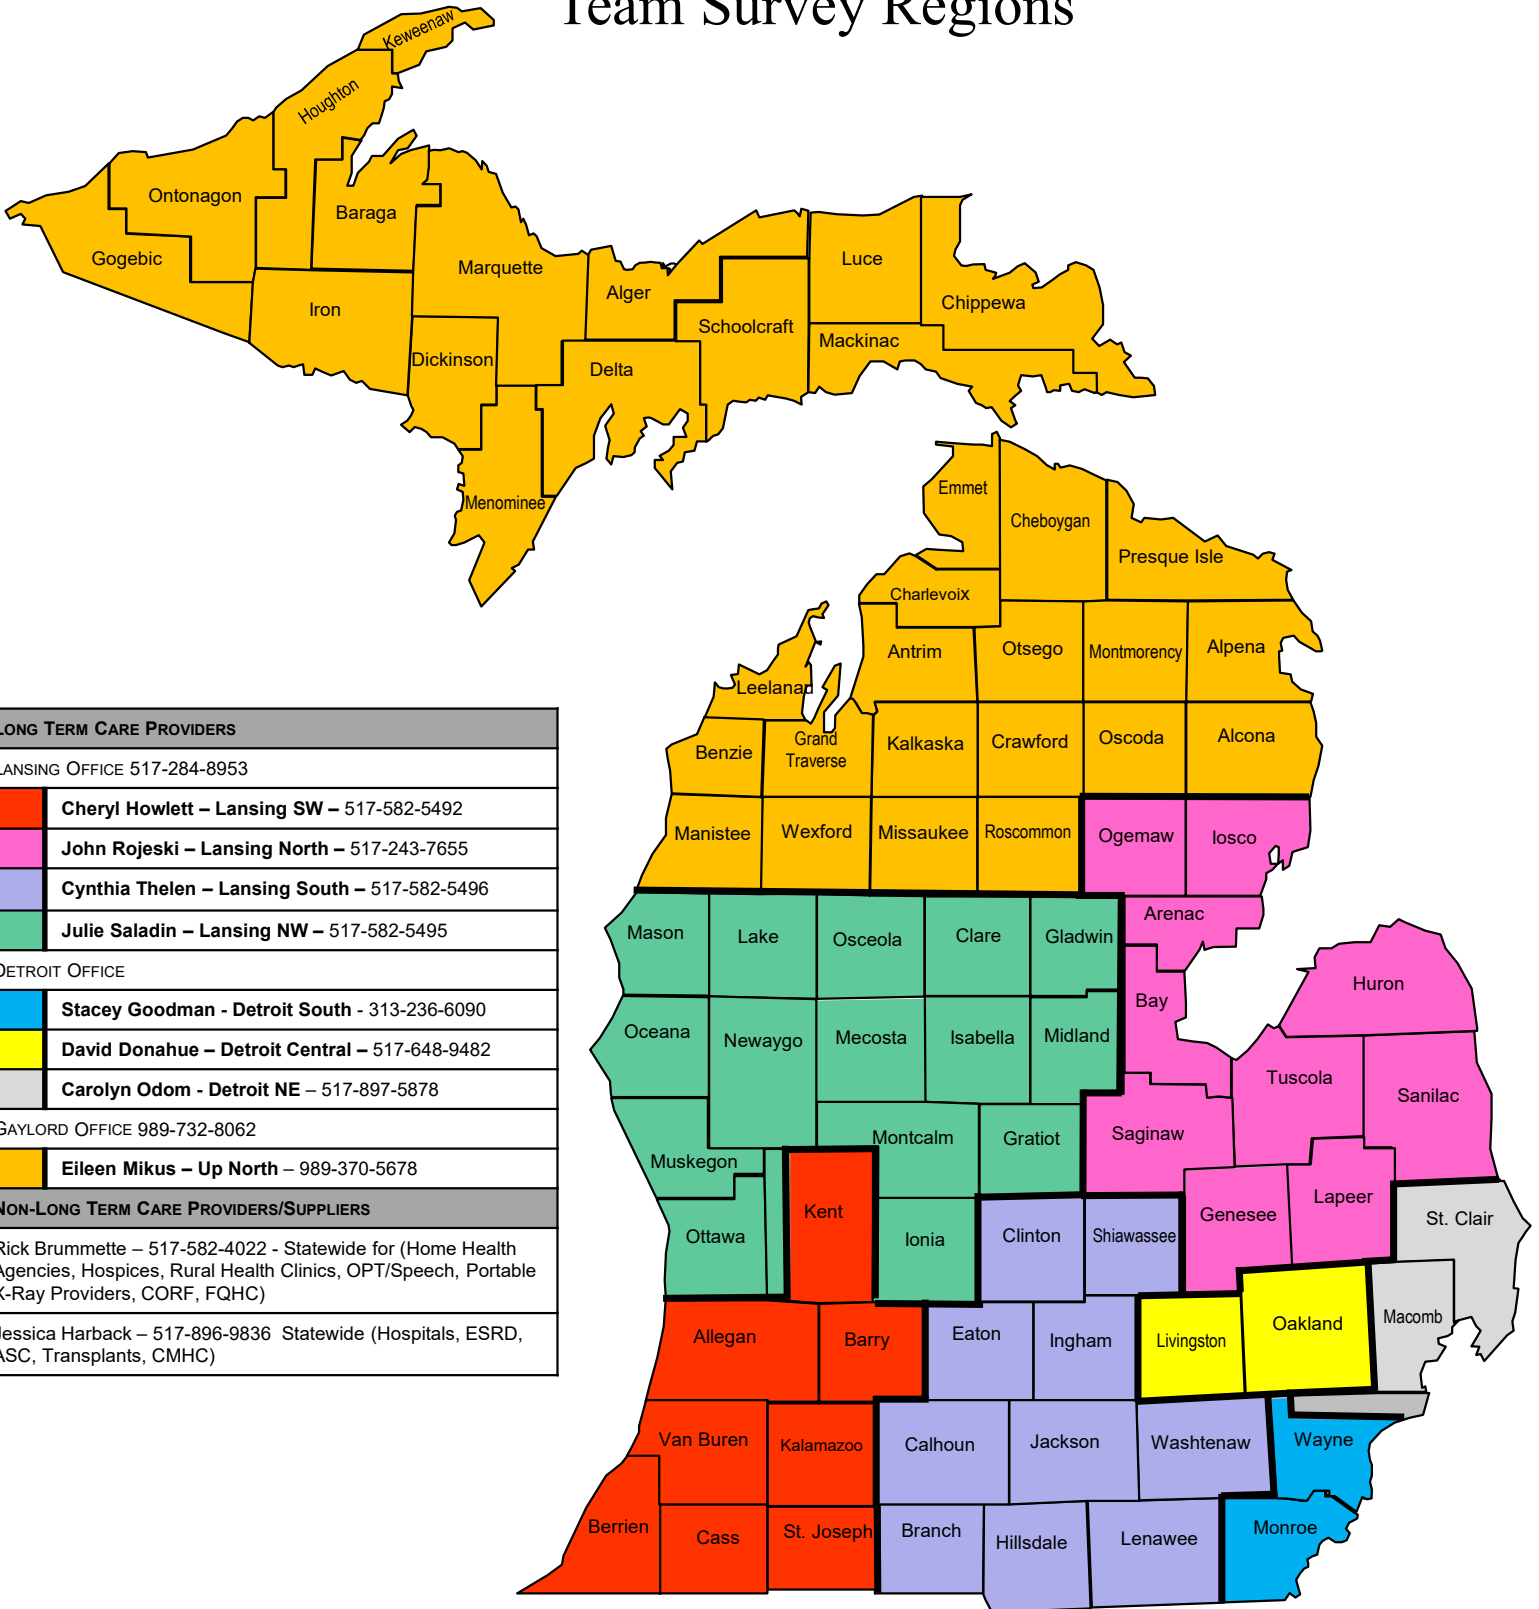 Team Survey Regions
Keweenaw
Houghton
Ontonagon
Baraga
Gogebic
Marquette
Iron
Alger
Luce
Chippewa
Schoolcraft
Mackinac
Dickinson
Delta
Menominee
Emmet
Cheboygan
Presque Isle
Charlevoix
Antrim
Otsego
Montmorency
Alpena
Leelanau
Benzie
Grand
Traverse
Kalkaska
Crawford
Oscoda
Alcona
Manistee
Wexford
Missaukee
Roscommon
Ogemaw
Iosco
Arenac
Mason
Lake
Osceola
Clare
Gladwin
Huron
Bay
Oceana
Newaygo
Mecosta
Isabella
Midland
Tuscola
Sanilac
Montcalm
Gratiot
Saginaw
Muskegon
Kent
Lapeer
Genesee
St. Clair
Ottawa
Ionia
Clinton
Shiawassee
Allegan
Barry
Eaton
Ingham
Livingston
Oakland
Macomb
Van Buren
Kalamazoo
Calhoun
Jackson
Washtenaw
Wayne
Berrien
Cass
St. Joseph
Branch
Hillsdale
Lenawee
Monroe
LONG TERM CARE PROVIDERS
LANSING OFFICE 517-284-8953
Cheryl Howlett – Lansing SW – 517-582-5492
John Rojeski – Lansing North – 517-243-7655
Cynthia Thelen – Lansing South – 517-582-5496
Julie Saladin – Lansing NW – 517-582-5495
DETROIT OFFICE
Stacey Goodman - Detroit South - 313-236-6090
David Donahue – Detroit Central – 517-648-9482
Carolyn Odom - Detroit NE – 517-897-5878
GAYLORD OFFICE 989-732-8062
Eileen Mikus – Up North – 989-370-5678
NON-LONG TERM CARE PROVIDERS/SUPPLIERS
Rick Brummette – 517-582-4022 - Statewide for (Home Health
Agencies, Hospices, Rural Health Clinics, OPT/Speech, Portable
X-Ray Providers, CORF, FQHC)
Jessica Harback – 517-896-9836 Statewide (Hospitals, ESRD,
ASC, Transplants, CMHC)